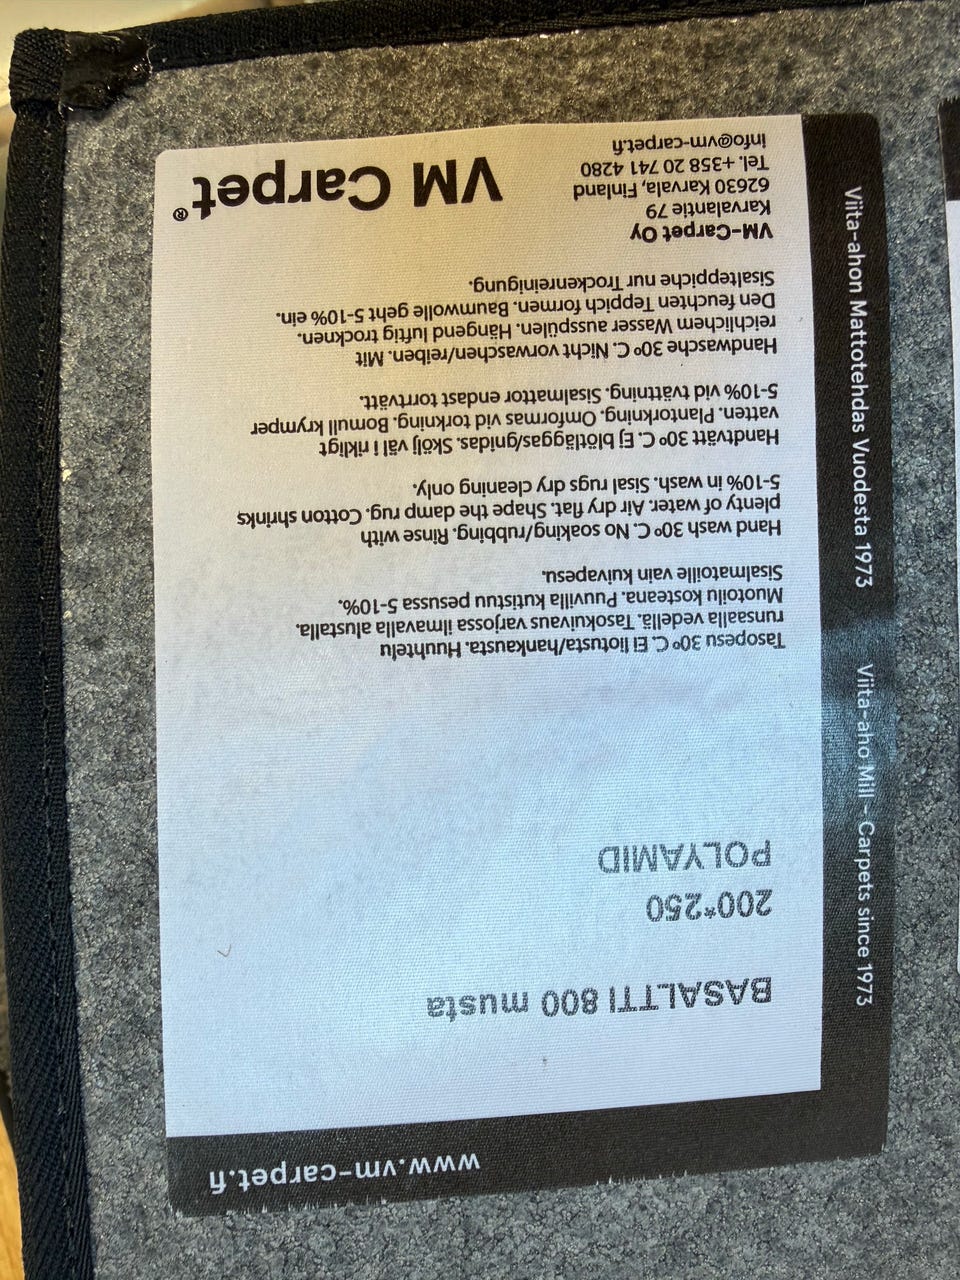 www.vm-carpet.fi
BASALTTI 800 musta
200*250
POLYAMID
Tasopesu 30° C. Ei liotusta/hankausta. Huuhtelu
runsaalla vedellä. Tasokuivaus varjossa ilmavalla alustalla.
Muotoilu kosteana. Puuvilla kutistuu pesussa 5-10%.
Sisalmatoille vain kuivapesu.
Hand wash 30° C. No soaking/rubbing. Rinse with
plenty of water. Air dry flat. Shape the damp rug. Cotton shrinks
5-10% in wash. Sisal rugs dry cleaning only.
Handtvätt 30° C. Ej blötläggas/gnidas. Skölj väl i rikligt
vatten. Plantorkning. Omformas vid torkning. Bomull krymper
5-10% vid tvättning. Sisalmattor endast torrtvätt.
Handwasche 30° C. Nicht vorwaschen/reiben. Mit
reichlichem Wasser ausspülen. Hängend luftig trocknen.
Den feuchten Teppich formen. Baumwolle geht 5-10% ein.
Sisalteppiche nur Trockenreinigung.
VM-Carpet Oy
Karvalantie 79
62630 Karvala, Finland
Tel. +358 20 741 4280
info@vm-carpet.fi
VM Carpet®
Viita-ahon Mattotehdas Vuodesta 1973
Viita-aho Mill - Carpets since 1973